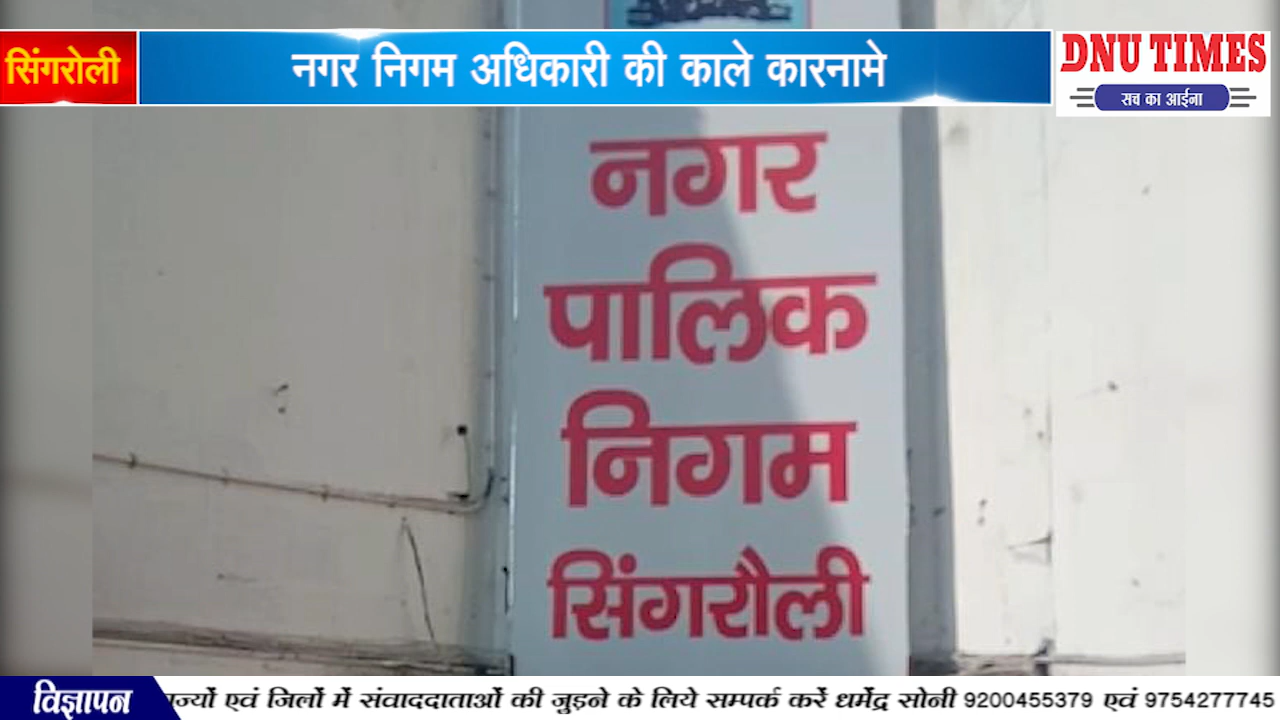 सिंगरोली
नगर निगम अधिकारी की काले कारनामे
DNU TIMES
सच का आईना
नगर
पालिक
निगम
सिंगरौली
विज्ञापन
एवं जिलों में संवाददाताओं की जुड़ने के लिये सम्पर्क करें धर्मेंद्र सोनी 9200455379 एवं 9754277745